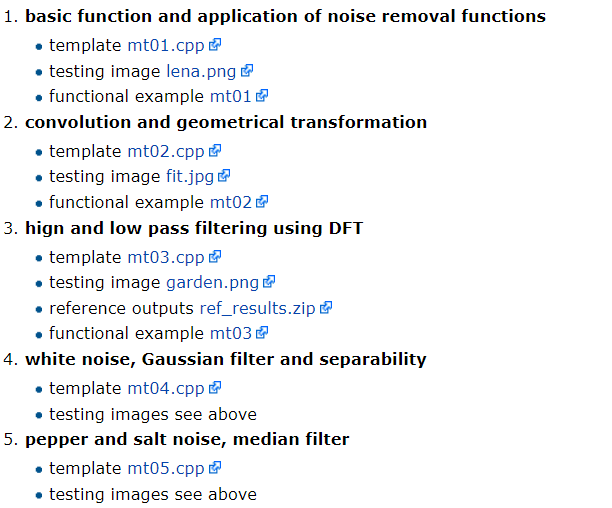 1. basic function and application of noise removal functions
• template mt01.cpp
• testing image lena.png
• functional example mt01
2. convolution and geometrical transformation
• template mt02.cpp
• testing image fit.jpg
• functional example mt02
3. hign and low pass filtering using DFT
• template mt03.cpp
• testing image garden.png
• reference outputs ref_results.zip
• functional example mt03
4. white noise, Gaussian filter and separability
• template mt04.cpp
• testing images see above
5. pepper and salt noise, median filter
• template mt05.cpp
• testing images see above